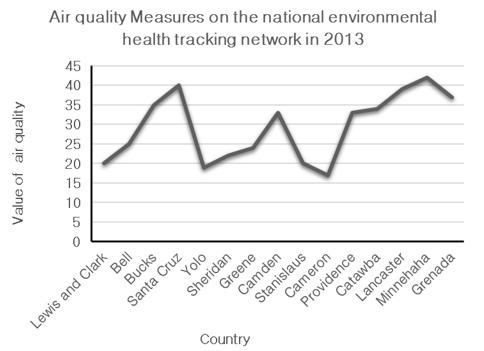 Air quality Measures on the national environmental
health tracking network in 2013
Value of air quality
45
40
35
30
25
20
15
10
5
0
Lewis and Clark
Bell
Bucks
Santa Cruz
Yolo
Sheridan
Greene
Camden
Stanislaus
Cameron
Providence
Catawba
Lancaster
Minnehaha
Grenada
Country